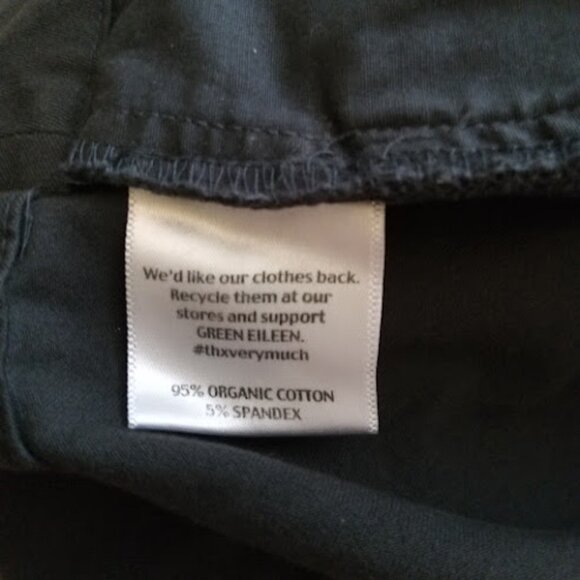 We'd like our clothes back.
Recycle them at our
stores and support
GREEN EILEEN.
#thxverymuch
95% ORGANIC COTTON
5% SPANDEX